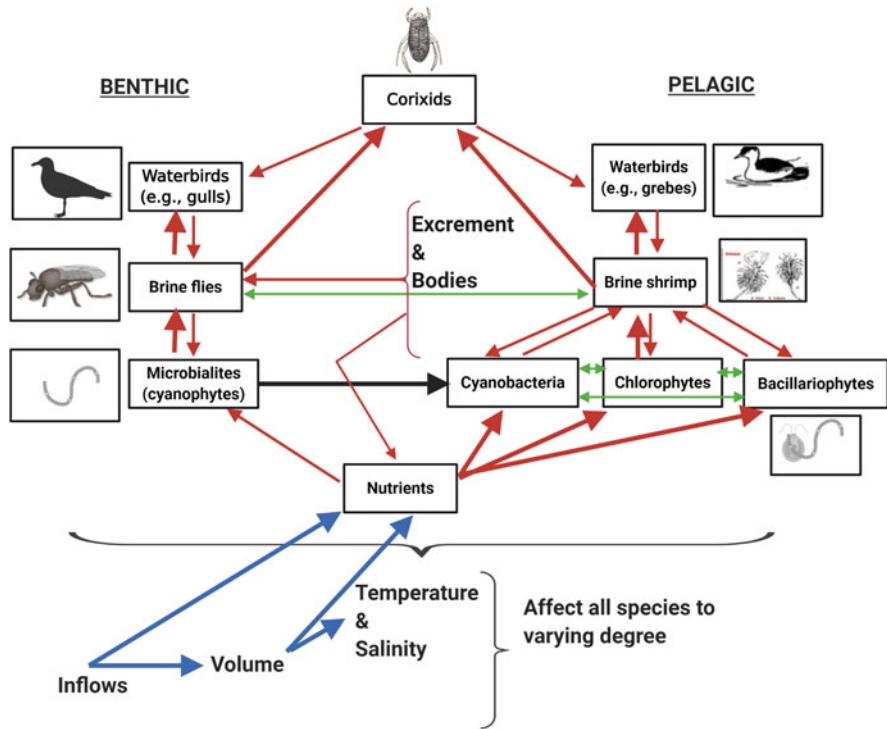 BENTHIC
PELAGIC
Corixids
Waterbirds
(e.g., gulls)
Waterbirds
(e.g., grebes)
Excrement
&
Bodies
Brine flies
Brine shrimp
Microbialites
(cyanophytes)
Cyanobacteria
Chlorophytes
Bacillariophytes
Nutrients
Temperature
&
Salinity
Affect all species to
varying degree
Volume
Inflows